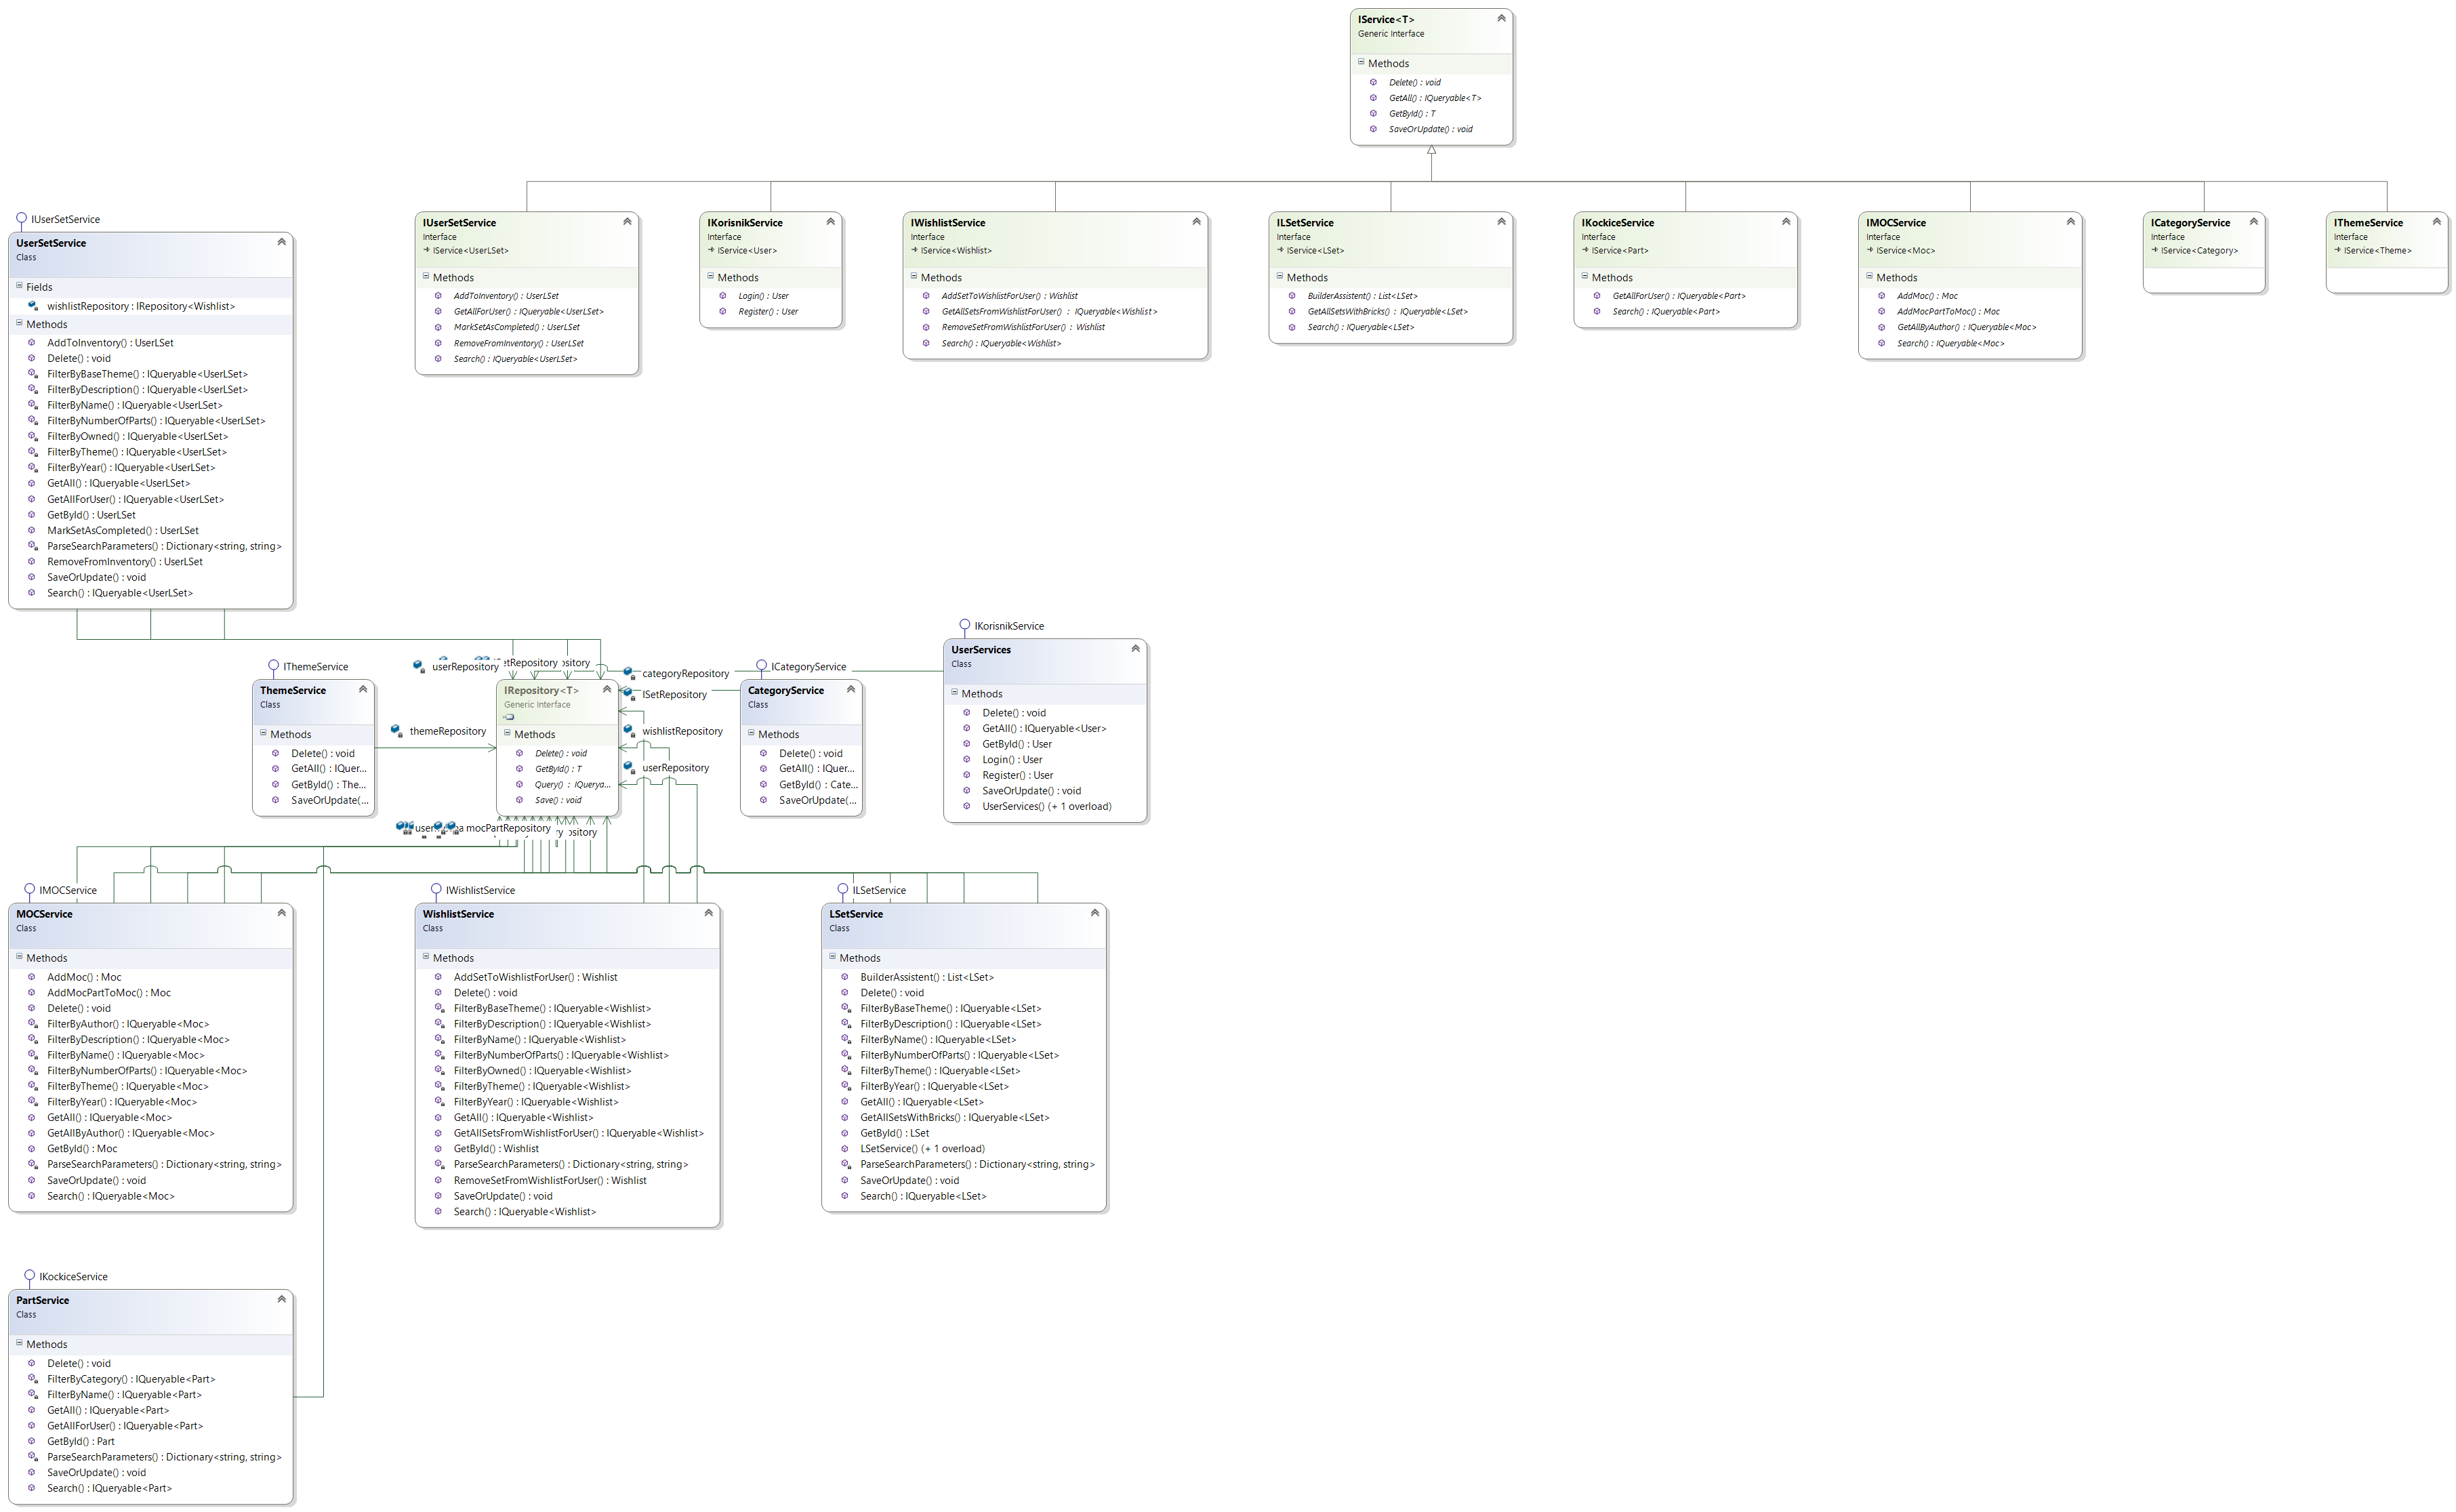 IService<T>
Generic Interface
Methods
Delete() : void
GetAll() : IQueryable<T>
GetById() : T
SaveOrUpdate() : void
IUserSetService
UserSetService
Class
Fields
wishlistRepository : IRepository<Wishlist>
Methods
AddToInventory() : UserLSet
Delete() : void
FilterByBaseTheme() : IQueryable<UserLSet>
FilterByDescription() : IQueryable<UserLSet>
FilterByName() : IQueryable<UserLSet>
FilterByNumberOfParts() : IQueryable<UserLSet>
FilterByOwned() : IQueryable<UserLSet>
FilterByTheme() : IQueryable<UserLSet>
FilterByYear() : IQueryable<UserLSet>
GetAll() : IQueryable<UserLSet>
GetAllForUser() : IQueryable<UserLSet>
GetById() : UserLSet
MarkSetAsCompleted() : UserLSet
ParseSearchParameters() : Dictionary<string, string>
RemoveFromInventory() : UserLSet
SaveOrUpdate() : void
Search() : IQueryable<UserLSet>
IUserSetService
Interface
IService<UserLSet>
Methods
AddToInventory() : UserLSet
GetAllForUser() : IQueryable<UserLSet>
MarkSetAsCompleted() : UserLSet
RemoveFromInventory() : UserLSet
Search() : IQueryable<UserLSet>
IKorisnikService
Interface
IService<User>
Methods
Login() : User
Register() : User
IWishlistService
Interface
IService<Wishlist>
Methods
AddSetToWishlistForUser() : Wishlist
GetAllSetsFromWishlistForUser() : IQueryable<Wishlist>
RemoveSetFromWishlistForUser() : Wishlist
Search() : IQueryable<Wishlist>
ILSetService
Interface
IService<LSet>
Methods
BuilderAssistent() : List<LSet>
GetAllSetsWithBricks() : IQueryable<LSet>
Search() : IQueryable<LSet>
IKockiceService
Interface
IService<Part>
Methods
GetAllForUser() : IQueryable<Part>
Search() : IQueryable<Part>
IMOCService
Interface
IService<Moc>
Methods
AddMoc() : Moc
AddMocPartToMoc() : Moc
GetAllByAuthor() : IQueryable<Moc>
Search() : IQueryable<Moc>
ICategoryService
Interface
IService<Category>
IThemeService
Interface
IService<Theme>
IThemeService
ThemeService
Class
Methods
Delete() : void
GetAll() : IQuer...
GetById() : The...
SaveOrUpdate(...
userRepository
etRepository
ository
themeRepository
IRepository<T>
Generic Interface
Methods
Delete() : void
GetById() : T
Query() : IQuerya...
Save() : void
categoryRepository
lSetRepository
wishlistRepository
userRepository
ICategoryService
CategoryService
Class
Methods
Delete() : void
GetAll() : IQuer...
GetById() : Cate...
SaveOrUpdate(...
IKorisnikService
UserServices
Class
Methods
Delete() : void
GetAll() : IQueryable<User>
GetById() : User
Login() : User
Register() : User
SaveOrUpdate() : void
UserServices() (+ 1 overload)
mocPartRepository
ository
IMOCService
MOCService
Class
Methods
AddMoc() : Moc
AddMocPartToMoc() : Moc
Delete() : void
FilterByAuthor() : IQueryable<Moc>
FilterByDescription() : IQueryable<Moc>
FilterByName() : IQueryable<Moc>
FilterByNumberOfParts() : IQueryable<Moc>
FilterByTheme() : IQueryable<Moc>
FilterByYear() : IQueryable<Moc>
GetAll() : IQueryable<Moc>
GetAllByAuthor() : IQueryable<Moc>
GetById() : Moc
ParseSearchParameters() : Dictionary<string, string>
SaveOrUpdate() : void
Search() : IQueryable<Moc>
IWishlistService
WishlistService
Class
Methods
AddSetToWishlistForUser() : Wishlist
Delete() : void
FilterByBaseTheme() : IQueryable<Wishlist>
FilterByDescription() : IQueryable<Wishlist>
FilterByName() : IQueryable<Wishlist>
FilterByNumberOfParts() : IQueryable<Wishlist>
FilterByOwned() : IQueryable<Wishlist>
FilterByTheme() : IQueryable<Wishlist>
FilterByYear() : IQueryable<Wishlist>
GetAll() : IQueryable<Wishlist>
GetAllSetsFromWishlistForUser() : IQueryable<Wishlist>
GetById() : Wishlist
ParseSearchParameters() : Dictionary<string, string>
RemoveSetFromWishlistForUser() : Wishlist
SaveOrUpdate() : void
Search() : IQueryable<Wishlist>
ILSetService
LSetService
Class
Methods
BuilderAssistent() : List<LSet>
Delete() : void
FilterByBaseTheme() : IQueryable<LSet>
FilterByDescription() : IQueryable<LSet>
FilterByName() : IQueryable<LSet>
FilterByNumberOfParts() : IQueryable<LSet>
FilterByTheme() : IQueryable<LSet>
FilterByYear() : IQueryable<LSet>
GetAll() : IQueryable<LSet>
GetAllSetsWithBricks() : IQueryable<LSet>
GetById() : LSet
LSetService() (+ 1 overload)
ParseSearchParameters() : Dictionary<string, string>
SaveOrUpdate() : void
Search() : IQueryable<LSet>
IKockiceService
PartService
Class
Methods
Delete() : void
FilterByCategory() : IQueryable<Part>
FilterByName() : IQueryable<Part>
GetAll() : IQueryable<Part>
GetAllForUser() : IQueryable<Part>
GetById() : Part
ParseSearchParameters() : Dictionary<string, string>
SaveOrUpdate() : void
Search() : IQueryable<Part>